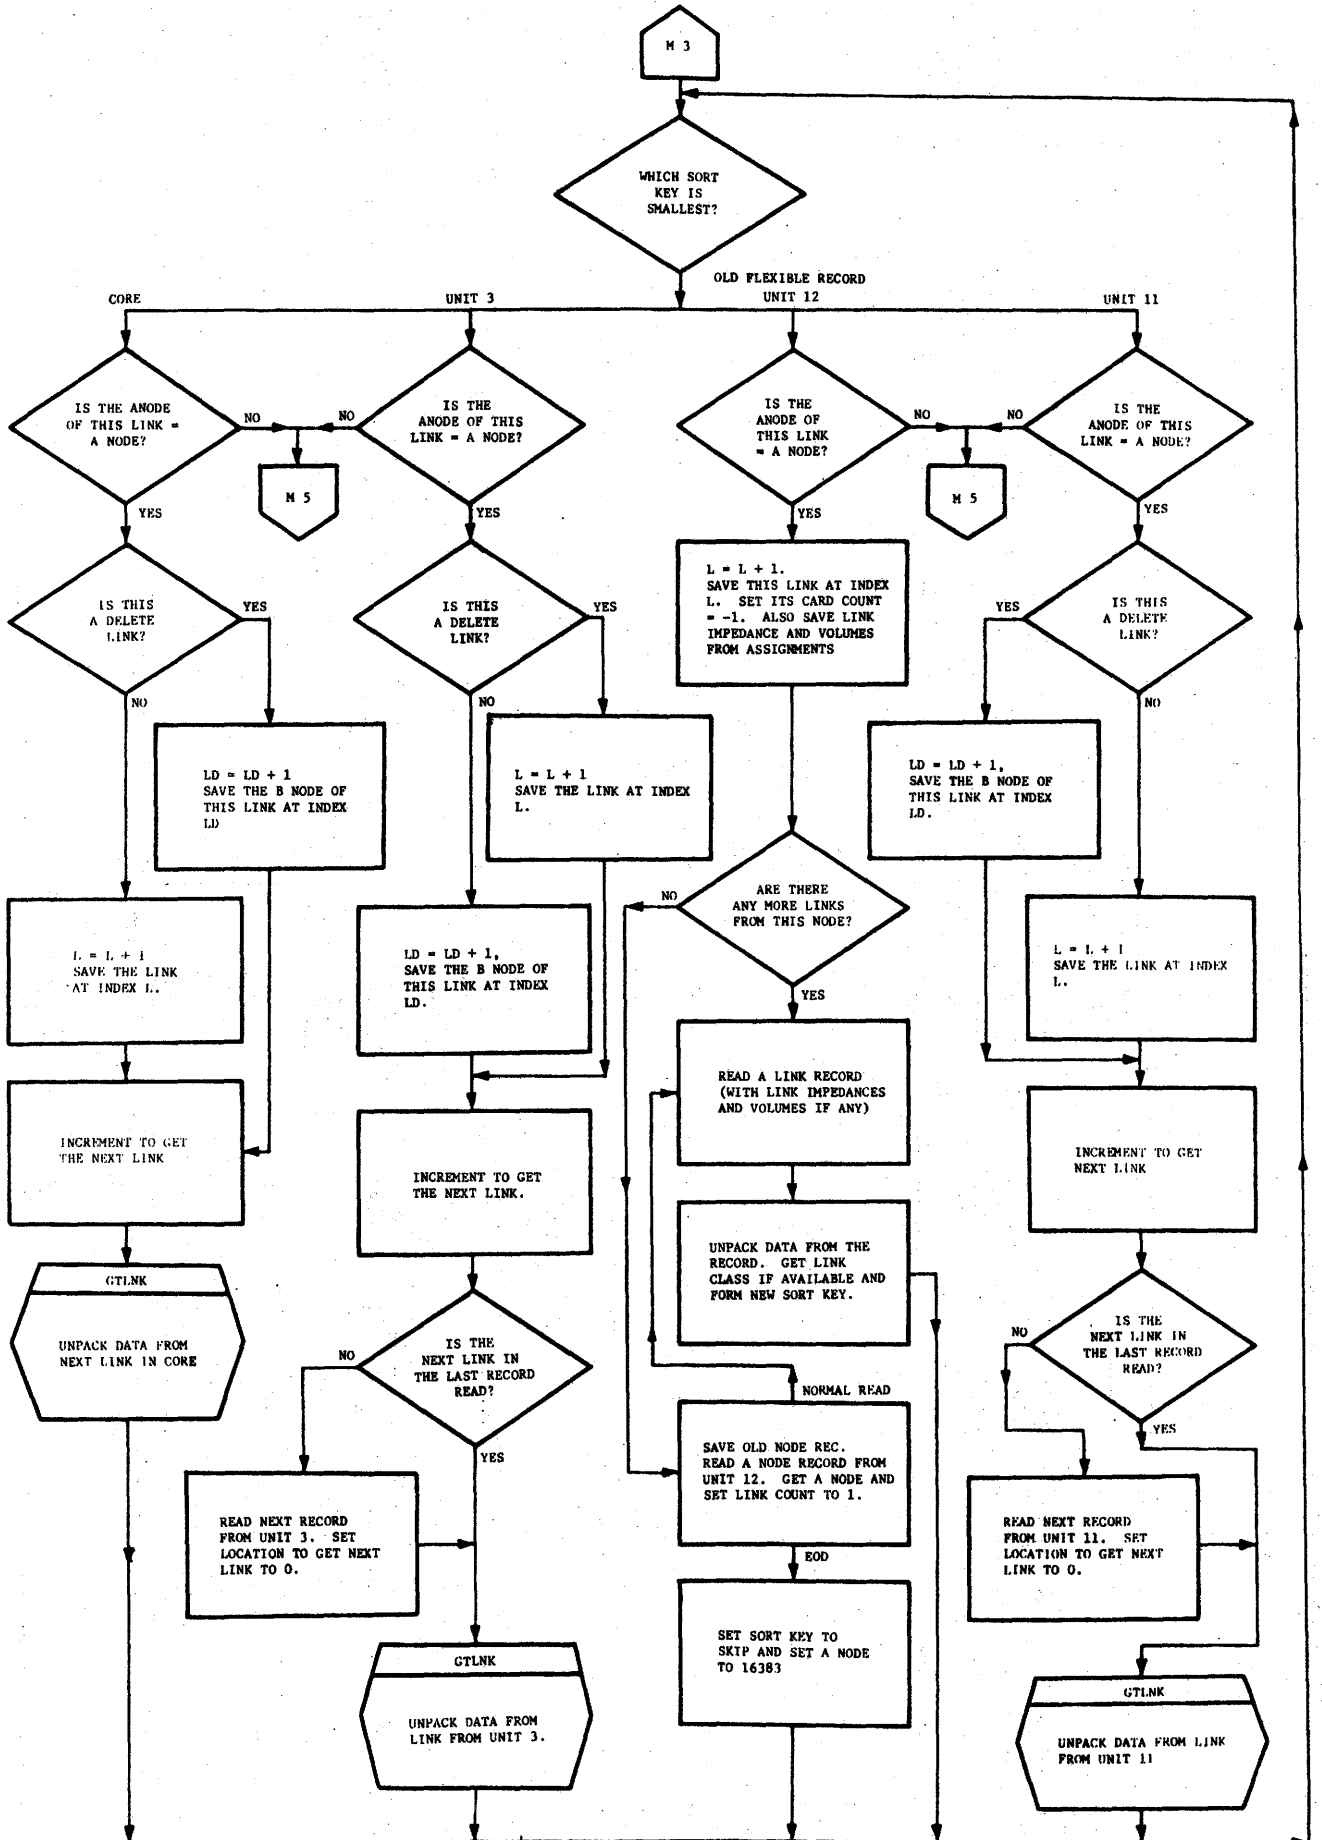 M 3
WHICH SORT
KEY IS
SMALLEST?
OLD FLEXIBLE RECORD
CORE
UNIT 3
UNIT 12
UNIT 11
IS THE ANODE
OF THIS LINK =
A NODE?
NO
NO
IS THE
ANODE OF THIS
LINK = A NODE?
IS THE
ANODE OF
THIS LINK
= A NODE?
NO
NO
IS THE
ANODE OF THIS
LINK = A NODE?
M 5
M 5
YES
YES
YES
YES
IS THIS
A DELETE
LINK?
YES
IS THIS
A DELETE
LINK?
YES
L = L + 1.
SAVE THIS LINK AT INDEX
L. SET ITS CARD COUNT
= -1. ALSO SAVE LINK
IMPEDANCE AND VOLUMES
FROM ASSIGNMENTS
YES
IS THIS
A DELETE
LINK?
NO
NO
NO
LD = LD + 1
SAVE THE B NODE OF
THIS LINK AT INDEX
LD
L = L + 1
SAVE THE LINK AT INDEX
L.
LD = LD + 1,
SAVE THE B NODE OF
THIS LINK AT INDEX
LD.
NO
ARE THERE
ANY MORE LINKS
FROM THIS NODE?
L = L + 1
SAVE THE LINK
AT INDEX L.
LD = LD + 1,
SAVE THE B NODE OF
THIS LINK AT INDEX
LD.
YES
L = L + 1
SAVE THE LINK AT INDEX
L.
READ A LINK RECORD
(WITH LINK IMPEDANCES
AND VOLUMES IF ANY)
INCREMENT TO GET
THE NEXT LINK
INCREMENT TO GET
THE NEXT LINK.
INCREMENT TO GET
NEXT LINK
UNPACK DATA FROM THE
RECORD. GET LINK
CLASS IF AVAILABLE AND
FORM NEW SORT KEY.
GTLNK
UNPACK DATA FROM
NEXT LINK IN CORE
NO
IS THE
NEXT LINK IN
THE LAST RECORD
READ?
NO
IS THE
NEXT LINK IN
THE LAST RECORD
READ?
NORMAL READ
YES
YES
SAVE OLD NODE REC.
READ A NODE RECORD FROM
UNIT 12. GET A NODE AND
SET LINK COUNT TO 1.
READ NEXT RECORD
FROM UNIT 3. SET
LOCATION TO GET NEXT
LINK TO 0.
READ NEXT RECORD
FROM UNIT 11. SET
LOCATION TO GET NEXT
LINK TO 0.
EOD
SET SORT KEY TO
SKIP AND SET A NODE
TO 16383
GTLNK
UNPACK DATA FROM
LINK FROM UNIT 3.
GTLNK
UNPACK DATA FROM LINK
FROM UNIT 11